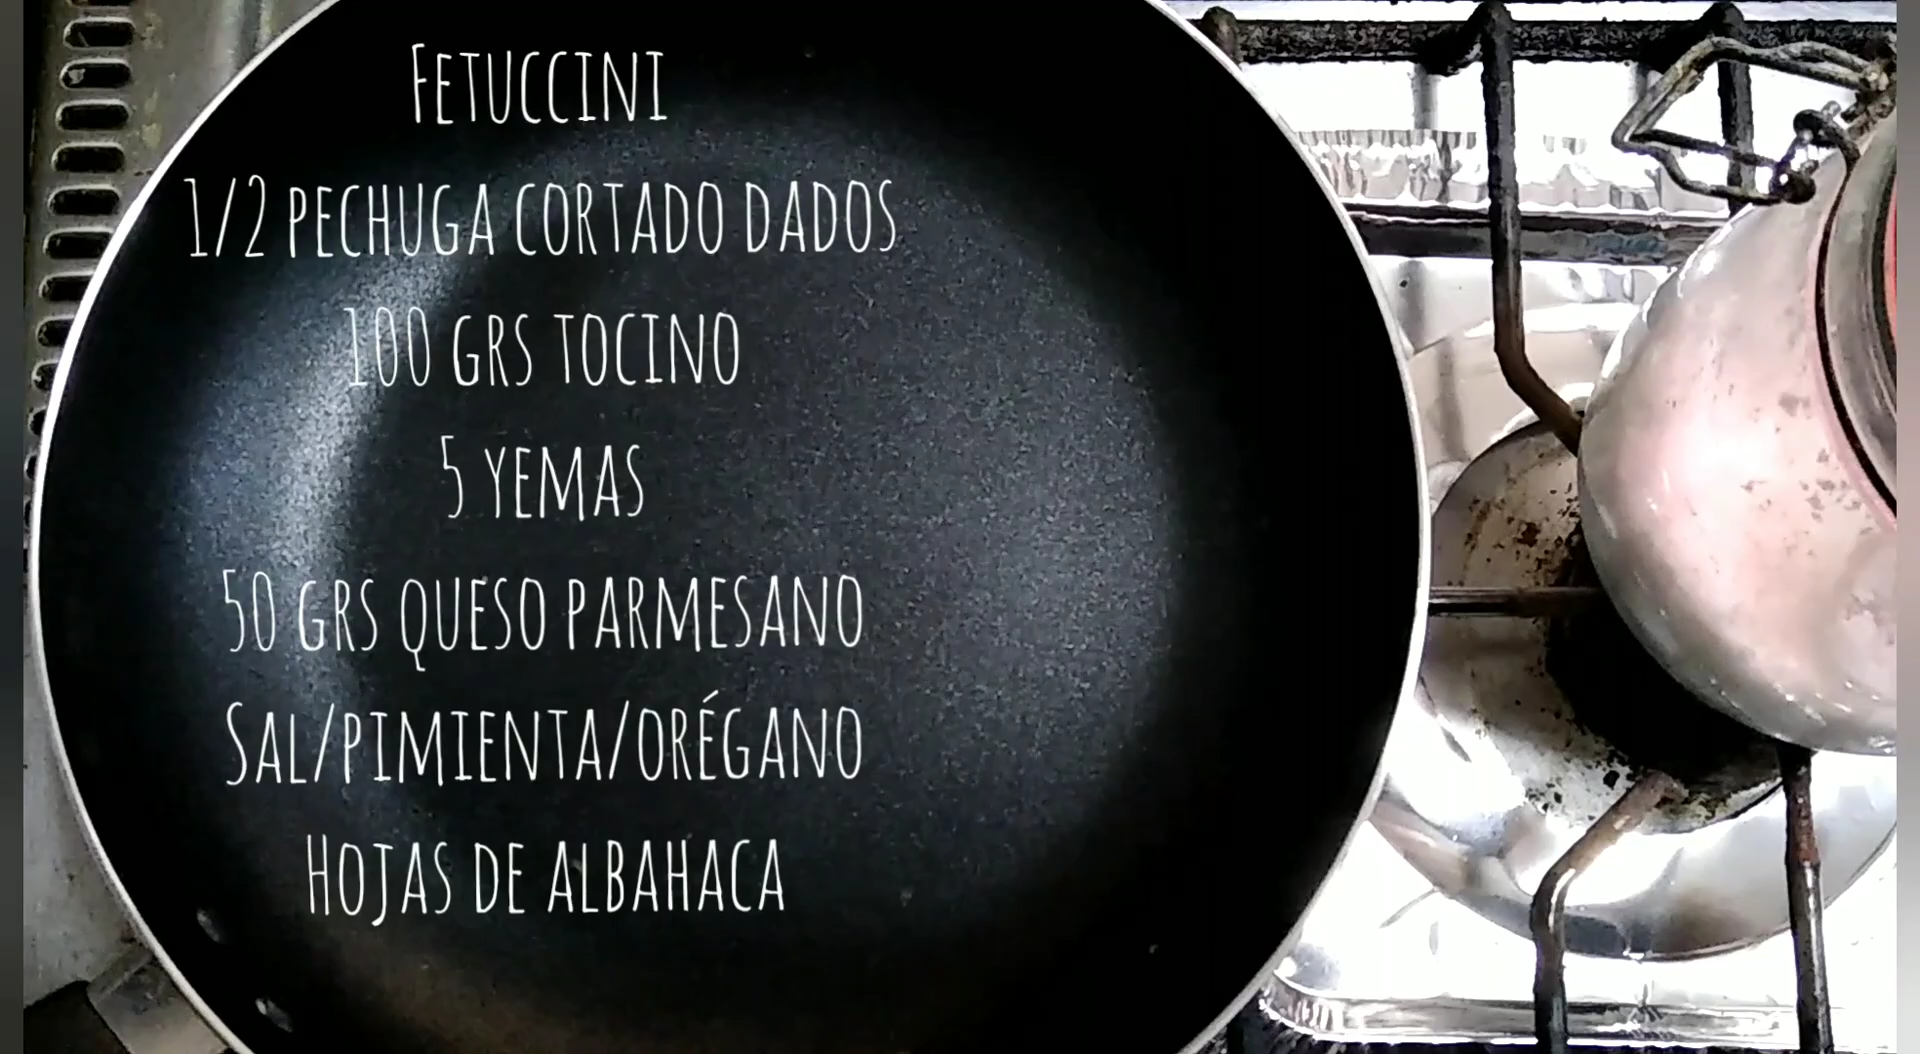 Fetuccini
1/2 pechuga cortado dados
100 grs tocino
5 yemas
50 grs queso parmesano
Sal/pimienta/orégano
Hojas de albahaca